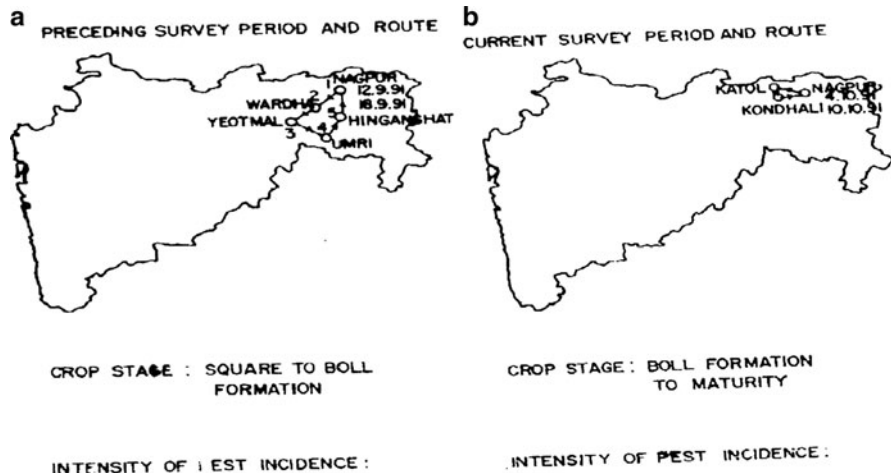 a
PRECEDING SURVEY PERIOD AND ROUTE
NAGPUR
1
12.9.91
2
WARDHA
18.9.91
5
HINGANGHAT
YEOTMAL
3
4
UMRI
CROP STAGE : SQUARE TO BOLL
FORMATION
INTENSITY OF PEST INCIDENCE :
b
CURRENT SURVEY PERIOD AND ROUTE
KATOL
NAGPUR
4.10.91
KONDHALI
10.10.91
CROP STAGE : BOLL FORMATION
TO MATURITY
INTENSITY OF PEST INCIDENCE :